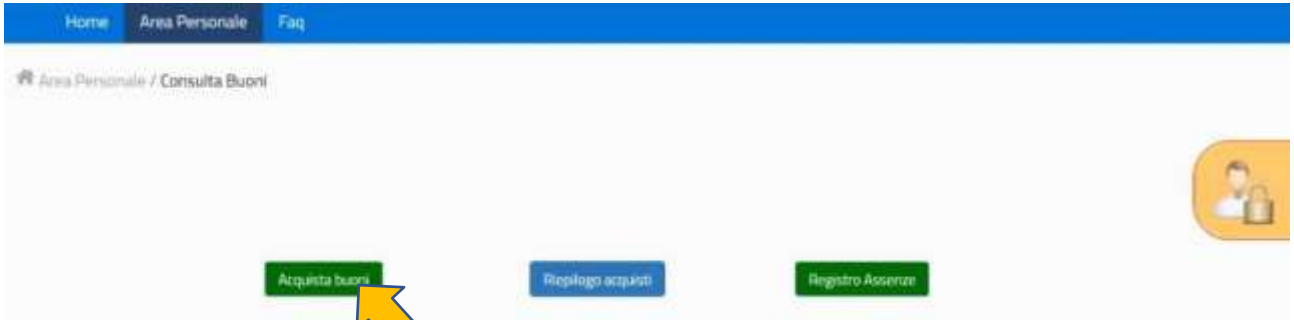 Home Area Personale Faq
Area Personale / Consulta Buoni
Acquista buoni Riepilogo acquisti Registro Assenze